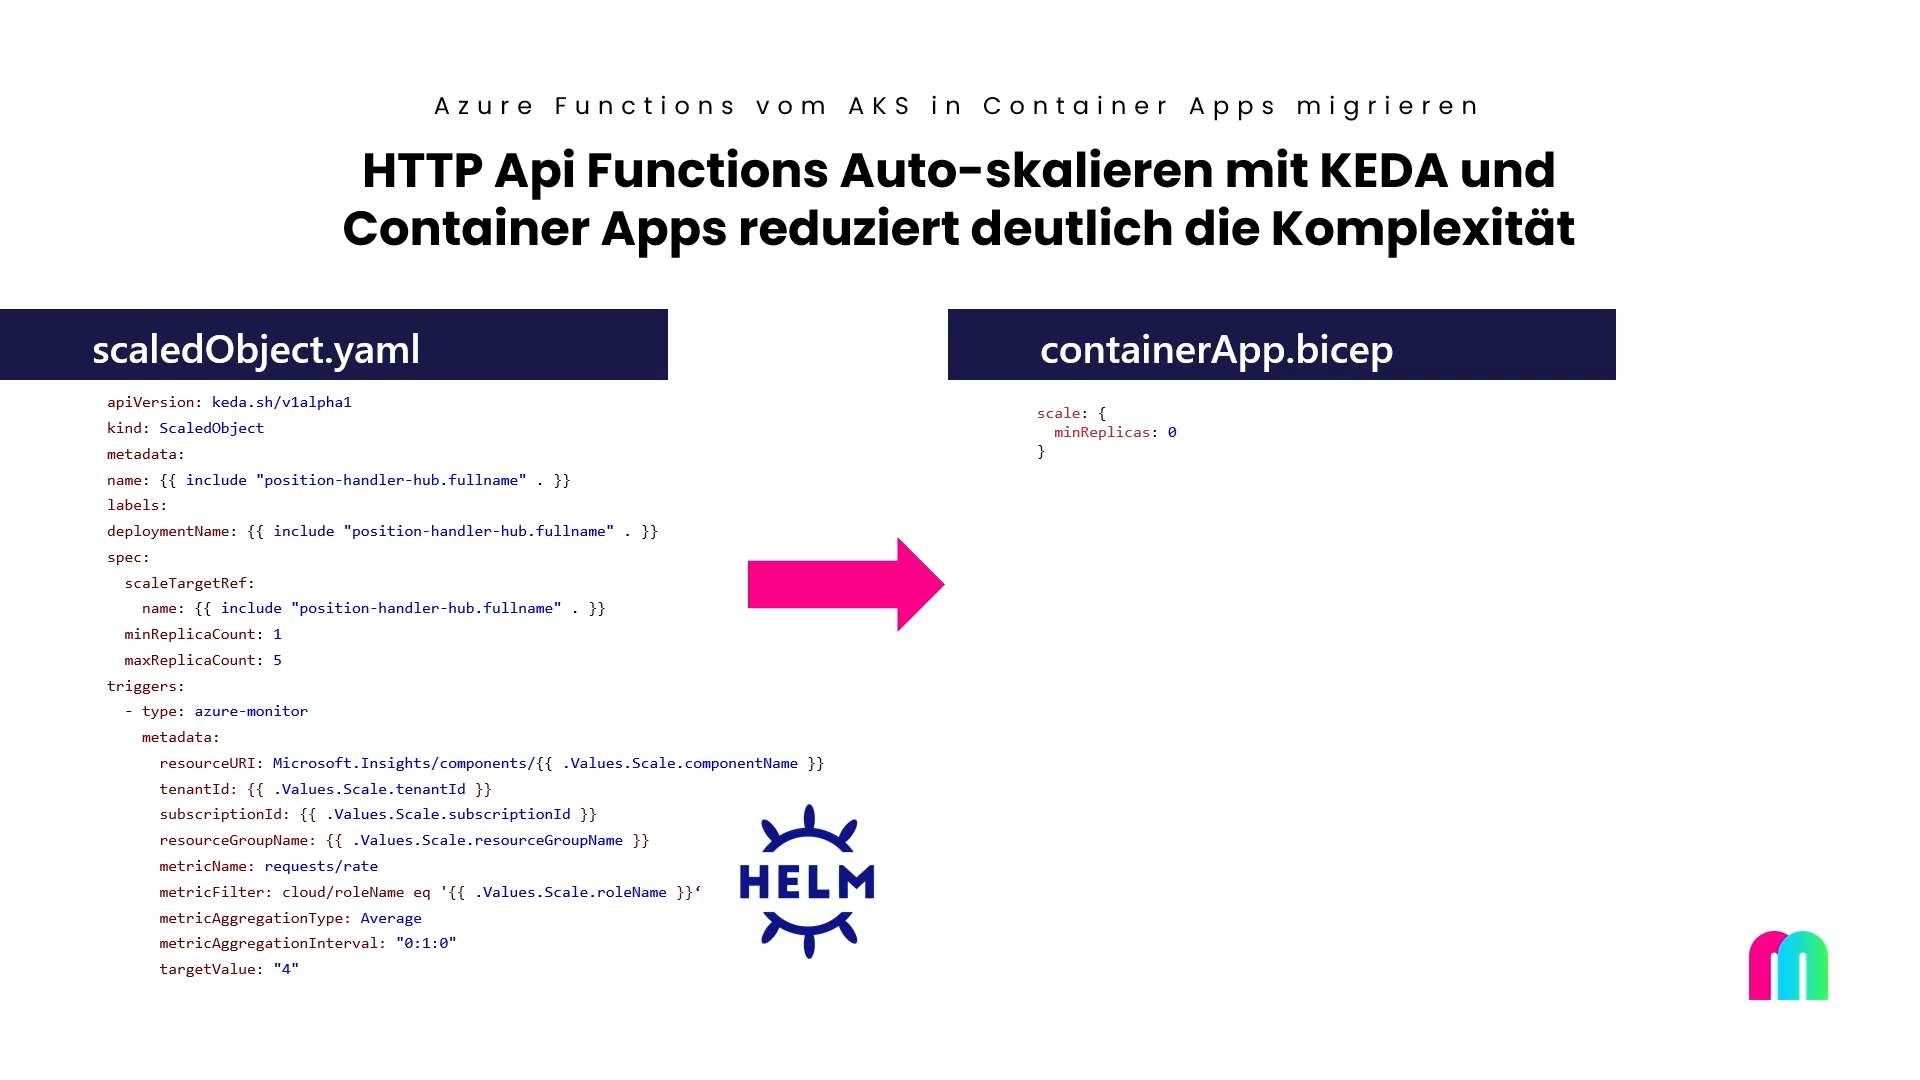 Azure Functions vom AKS in Container Apps migrieren
HTTP Api Functions Auto-skalieren mit KEDA und
Container Apps reduziert deutlich die Komplexität
scaledObject.yaml
apiVersion: keda.sh/v1alpha1
kind: ScaledObject
metadata:
name: {{ include "position-handler-hub.fullname" . }}
labels:
deploymentName: {{ include "position-handler-hub.fullname" . }}
spec:
  scaleTargetRef:
    name: {{ include "position-handler-hub.fullname" . }}
  minReplicaCount: 1
  maxReplicaCount: 5
triggers:
  - type: azure-monitor
    metadata:
      resourceURI: Microsoft.Insights/components/{{ .Values.Scale.componentName }}
      tenantId: {{ .Values.Scale.tenantId }}
      subscriptionId: {{ .Values.Scale.subscriptionId }}
      resourceGroupName: {{ .Values.Scale.resourceGroupName }}
      metricName: requests/rate
      metricFilter: cloud/roleName eq '{{ .Values.Scale.roleName }}‘
      metricAggregationType: Average
      metricAggregationInterval: "0:1:0"
      targetValue: "4"
HELM
containerApp.bicep
scale: {
  minReplicas: 0
}